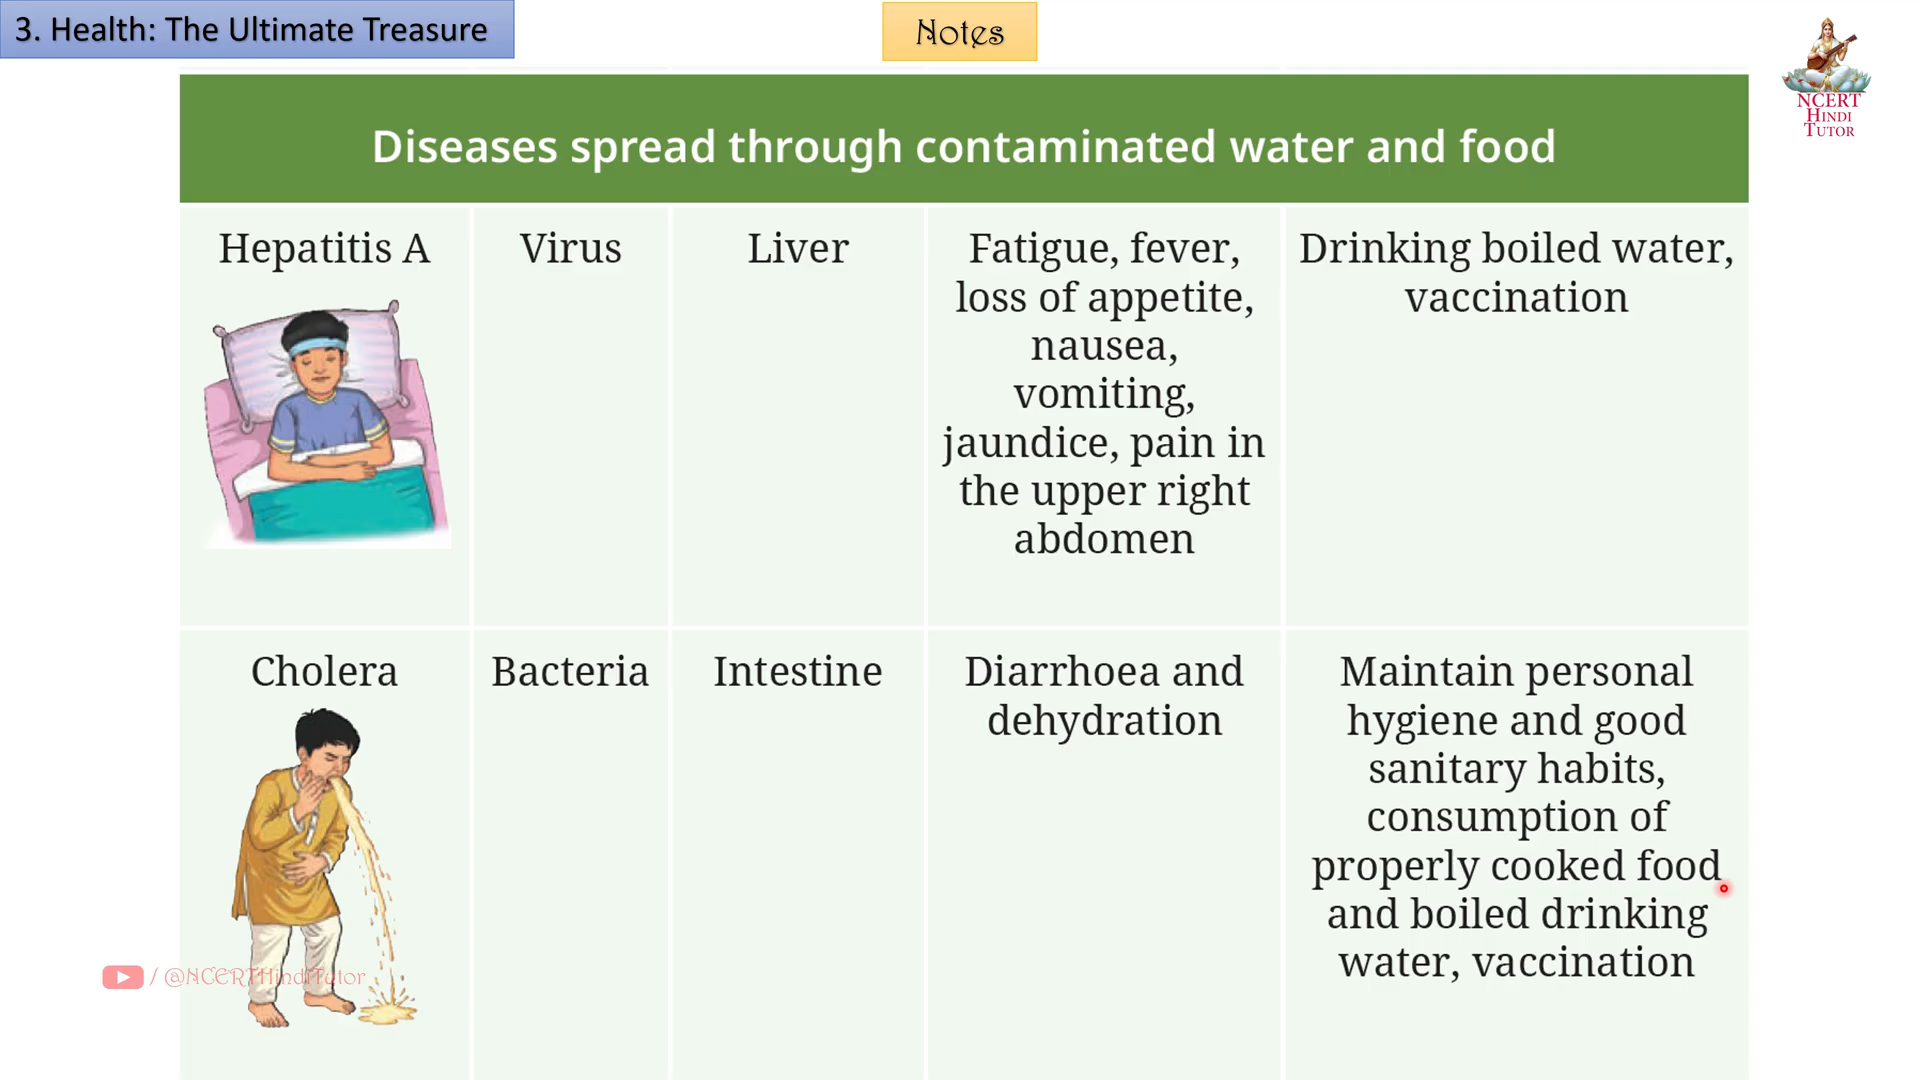 3. Health: The Ultimate Treasure
Notes
NCERT
HINDI
TUTOR
Diseases spread through contaminated water and food
Hepatitis A
Virus
Liver
Fatigue, fever,
loss of appetite,
nausea,
vomiting,
jaundice, pain in
the upper right
abdomen
Drinking boiled water,
vaccination
Cholera
Bacteria
Intestine
Diarrhoea and
dehydration
Maintain personal
hygiene and good
sanitary habits,
consumption of
properly cooked food
and boiled drinking
water, vaccination
/ @NCERTHindiTutor